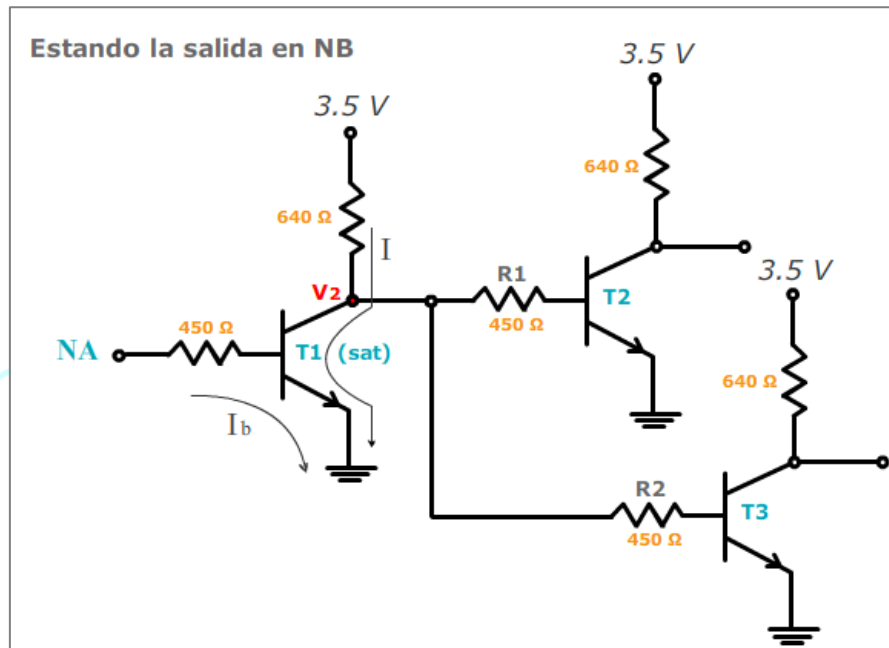 Estando la salida en NB
3.5 V
3.5 V
640 Ω
640 Ω
I
V2
R1
450 Ω
T2
3.5 V
450 Ω
NA
T1 (sat)
Ib
640 Ω
R2
450 Ω
T3